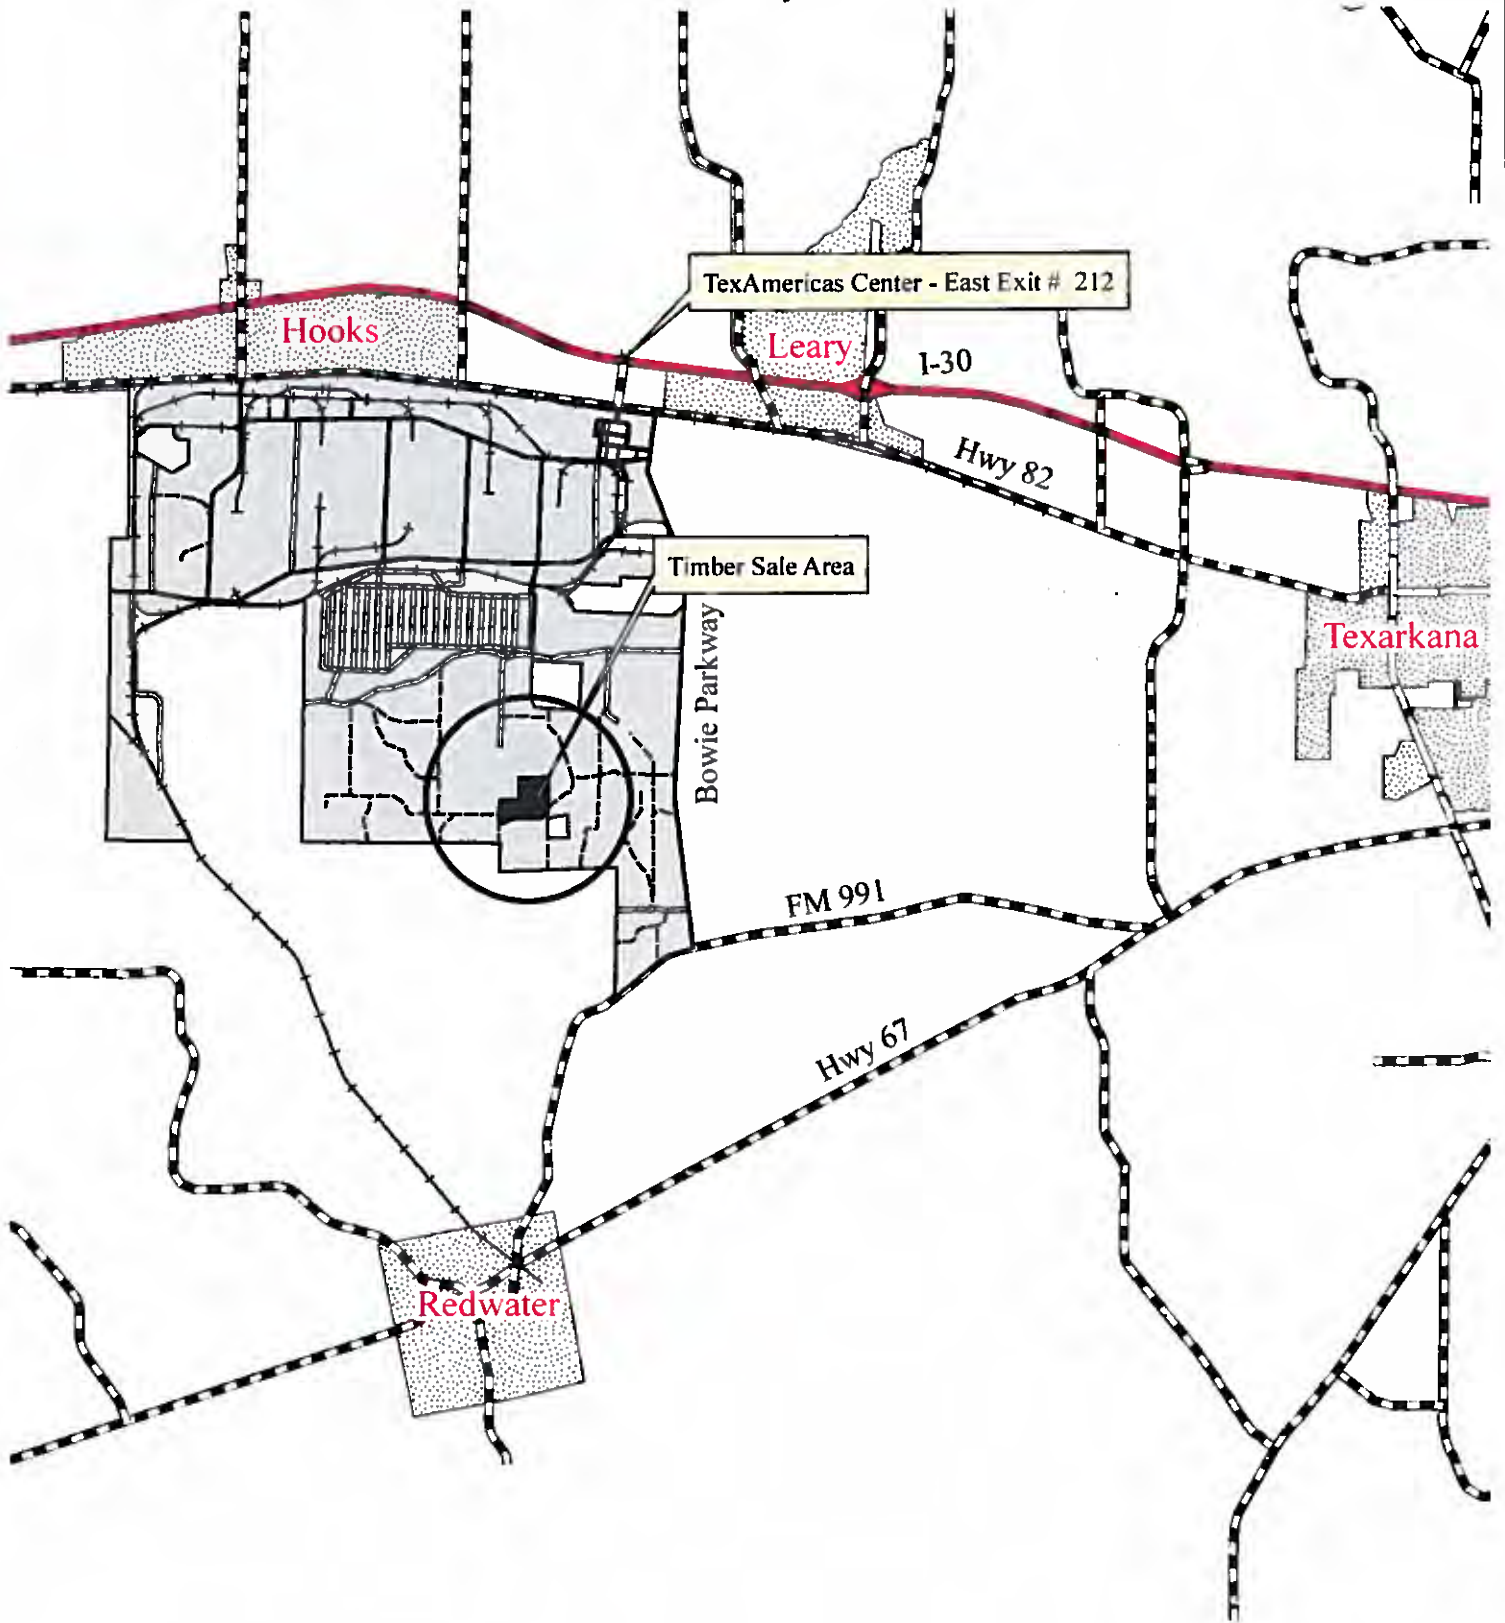 TexAmericas Center - East Exit # 212
Hooks
Leary
I-30
Hwy 82
Timber Sale Area
Texarkana
Bowie Parkway
FM 991
Hwy 67
Redwater